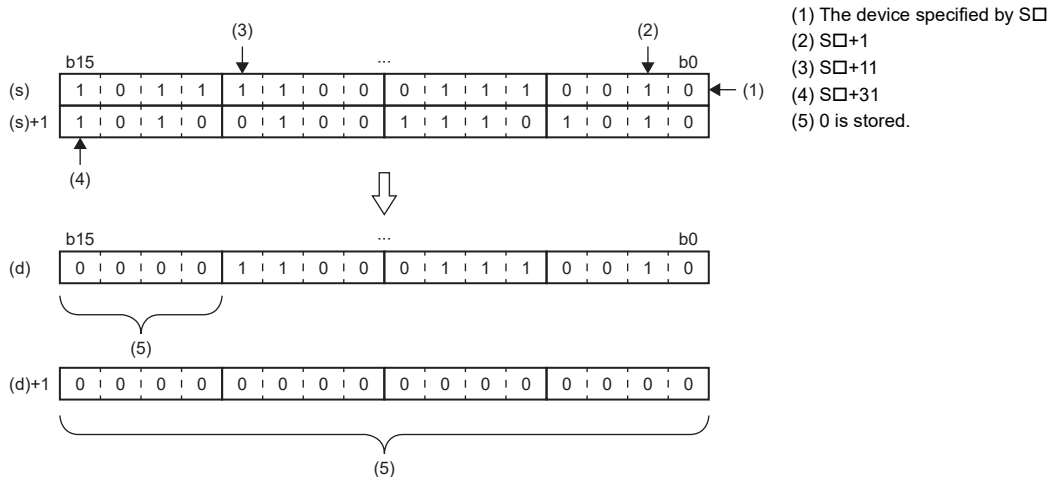 (1) The device specified by S□
(2) S□+1
(3) S□+11
(4) S□+31
(5) 0 is stored.
(3) (2)
b15 ... b0
(s) 1 0 1 1 1 1 0 0 0 1 1 1 0 0 1 0 (1)
(s)+1 1 0 1 0 0 1 0 0 1 1 1 0 1 0 1 0
(4)
b15 ... b0
(d) 0 0 0 0 1 1 0 0 0 1 1 1 0 0 1 0
(5)
(d)+1 0 0 0 0 0 0 0 0 0 0 0 0 0 0 0 0
(5)